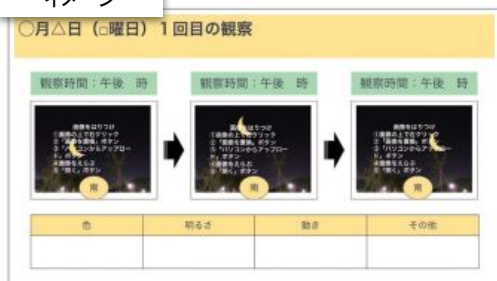 イメージ
○月△日（□曜日）１回目の観察
観察時間：午後　時
観察時間：午後　時
観察時間：午後　時
画像をはりつけ
①画像の上で右クリック
②「画像を置換」ボタン
③「パソコンからアップロード」ボタン
④画像をえらぶ
⑤「開く」ボタン
南
画像をはりつけ
①画像の上で右クリック
②「画像を置換」ボタン
③「パソコンからアップロード」ボタン
④画像をえらぶ
⑤「開く」ボタン
南
画像をはりつけ
①画像の上で右クリック
②「画像を置換」ボタン
③「パソコンからアップロード」ボタン
④画像をえらぶ
⑤「開く」ボタン
南
色
明るさ
動き
その他